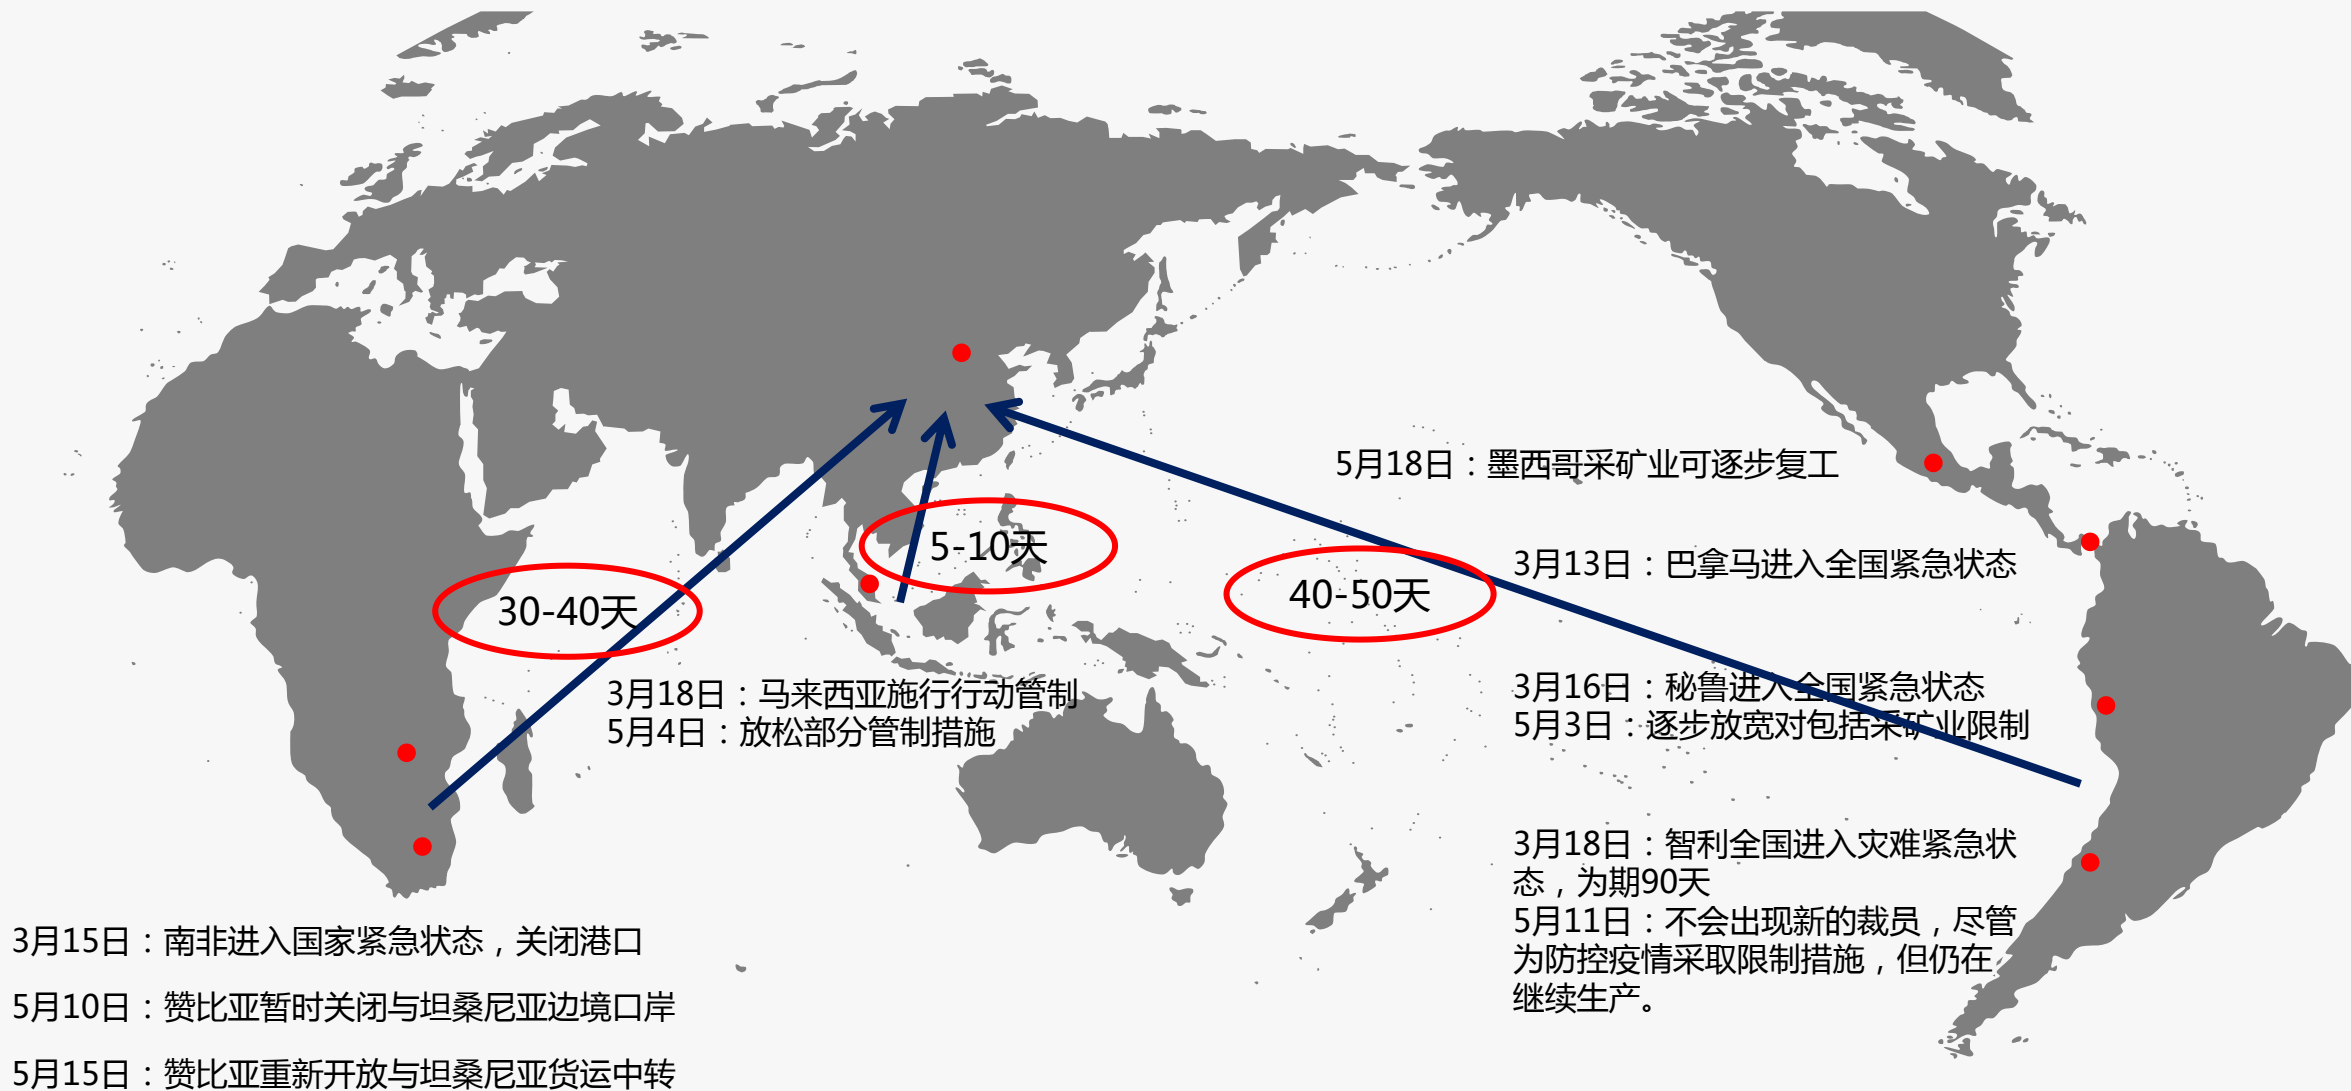 5月18日：墨西哥采矿业可逐步复工
5-10天
3月13日：巴拿马进入全国紧急状态
40-50天
30-40天
3月18日：马来西亚施行行动管制
5月4日：放松部分管制措施
3月16日：秘鲁进入全国紧急状态
5月3日：逐步放宽对包括采矿业限制
3月18日：智利全国进入灾难紧急状
态，为期90天
5月11日：不会出现新的裁员，尽管
为防控疫情采取限制措施，但仍在
继续生产。
3月15日：南非进入国家紧急状态，关闭港口
5月10日：赞比亚暂时关闭与坦桑尼亚边境口岸
5月15日：赞比亚重新开放与坦桑尼亚货运中转